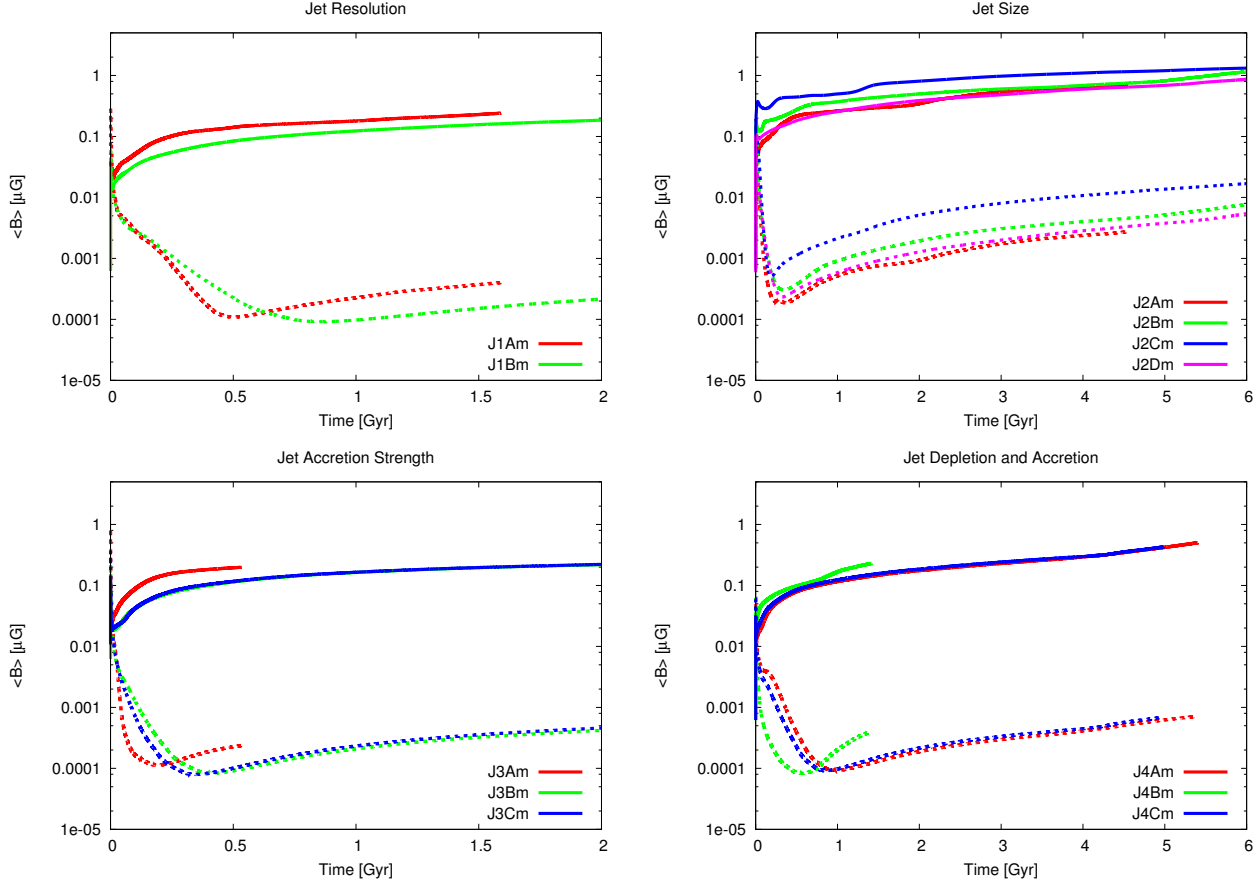 Jet Resolution
<B> [μG]
1
0.1
0.01
0.001
0.0001
1e-05
0
0.5
1
1.5
2
Time [Gyr]
J1Am
J1Bm
Jet Size
<B> [μG]
1
0.1
0.01
0.001
0.0001
1e-05
0
1
2
3
4
5
6
Time [Gyr]
J2Am
J2Bm
J2Cm
J2Dm
Jet Accretion Strength
<B> [μG]
1
0.1
0.01
0.001
0.0001
1e-05
0
0.5
1
1.5
2
Time [Gyr]
J3Am
J3Bm
J3Cm
Jet Depletion and Accretion
<B> [μG]
1
0.1
0.01
0.001
0.0001
1e-05
0
1
2
3
4
5
6
Time [Gyr]
J4Am
J4Bm
J4Cm